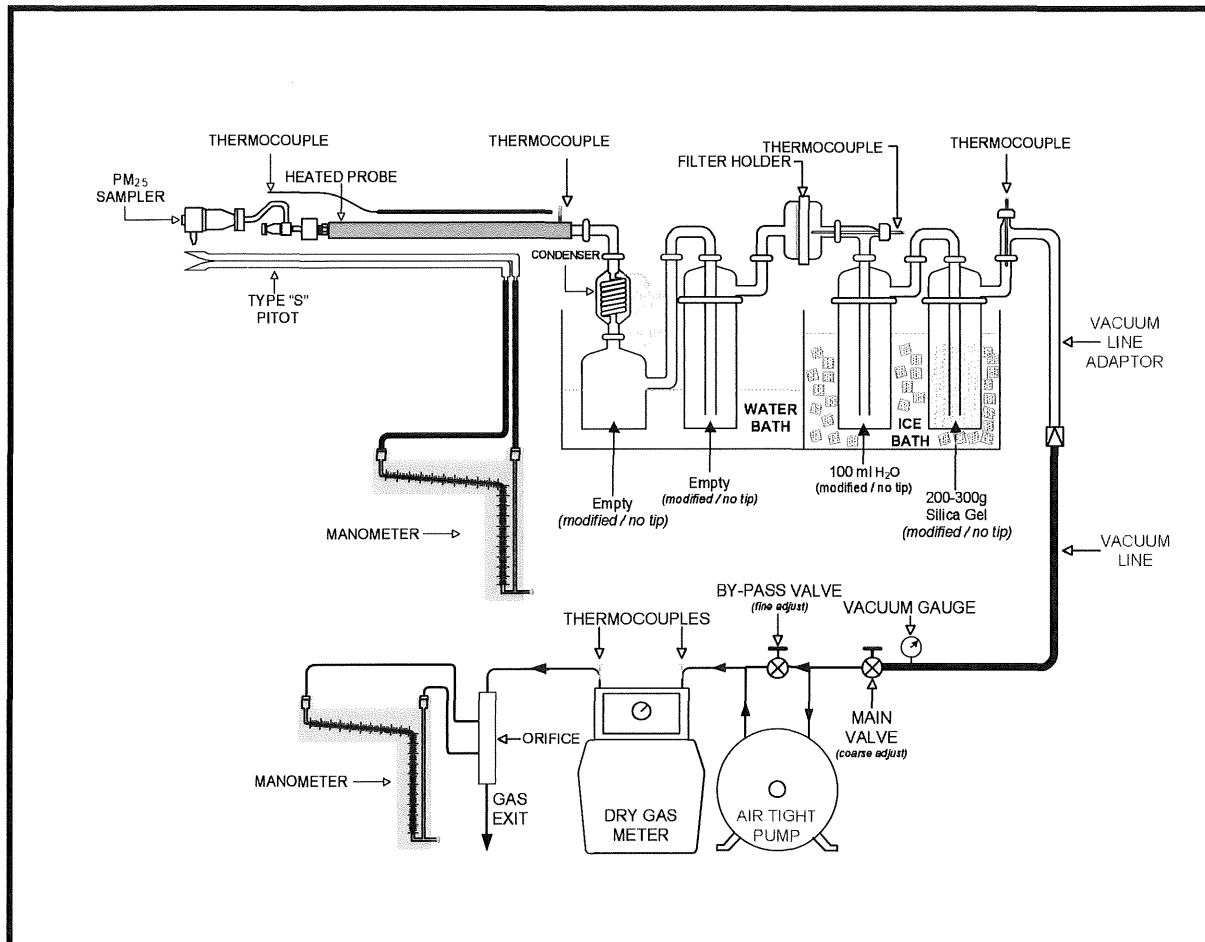 THERMOCOUPLE
THERMOCOUPLE
THERMOCOUPLE
THERMOCOUPLE
FILTER HOLDER
PM25
SAMPLER
HEATED PROBE
CONDENSER
TYPE "S"
PITOT
VACUUM
LINE
ADAPTOR
WATER
BATH
ICE
BATH
Empty
(modified / no tip)
Empty
(modified / no tip)
100 ml H₂O
(modified / no tip)
200-300g
Silica Gel
(modified / no tip)
MANOMETER
VACUUM
LINE
BY-PASS VALVE
(fine adjust)
VACUUM GAUGE
THERMOCOUPLES
MAIN
VALVE
(coarse adjust)
ORIFICE
MANOMETER
GAS
EXIT
DRY GAS
METER
AIR TIGHT
PUMP